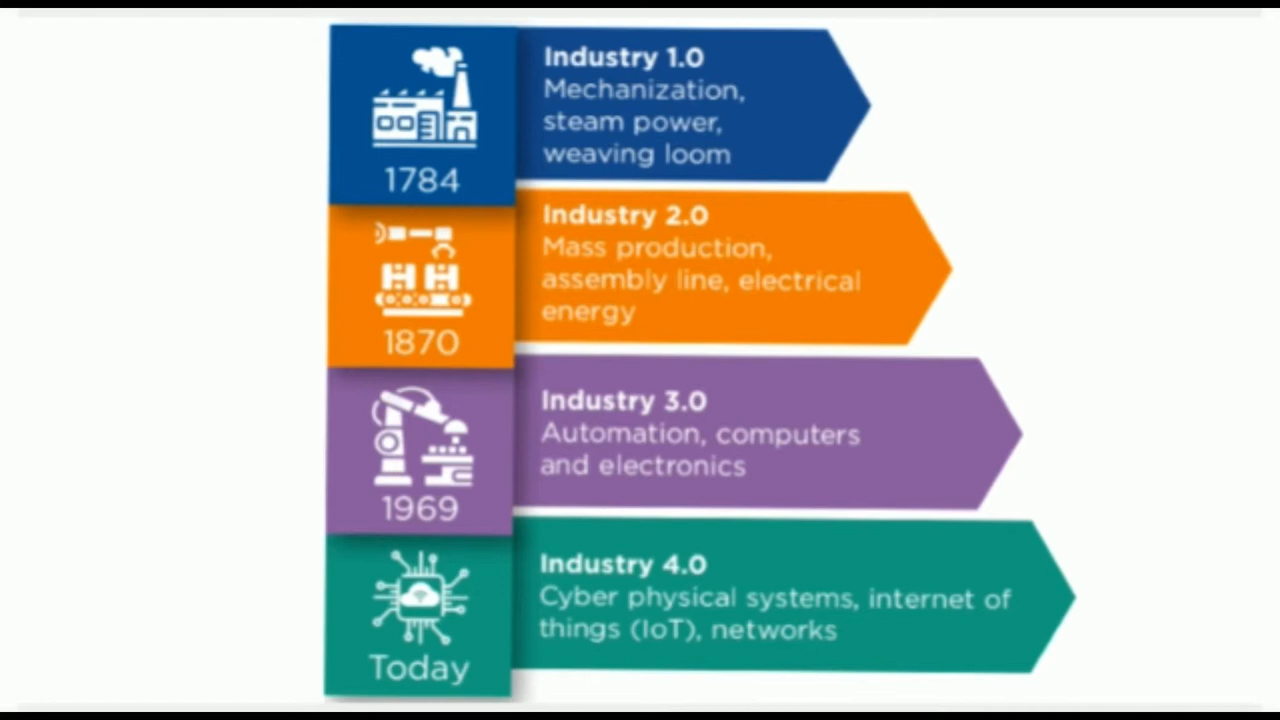 Industry 1.0
Mechanization,
steam power,
weaving loom
1784
Industry 2.0
Mass production,
assembly line, electrical
energy
1870
Industry 3.0
Automation, computers
and electronics
1969
Industry 4.0
Cyber physical systems, internet of
things (IoT), networks
Today